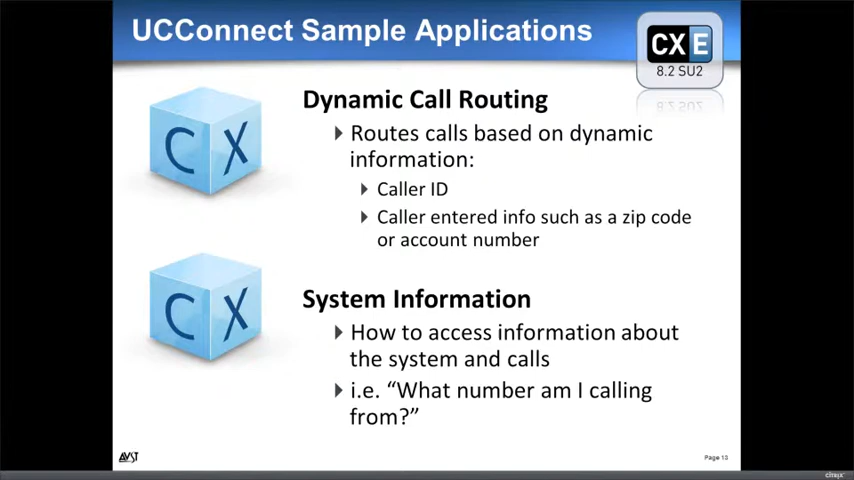 UCConnect Sample Applications
CX E
8.2 SU2
C X
Dynamic Call Routing
Routes calls based on dynamic
information:
Caller ID
Caller entered info such as a zip code
or account number
C X
System Information
How to access information about
the system and calls
i.e. “What number am I calling
from?”
AVST
Page 13
citrix